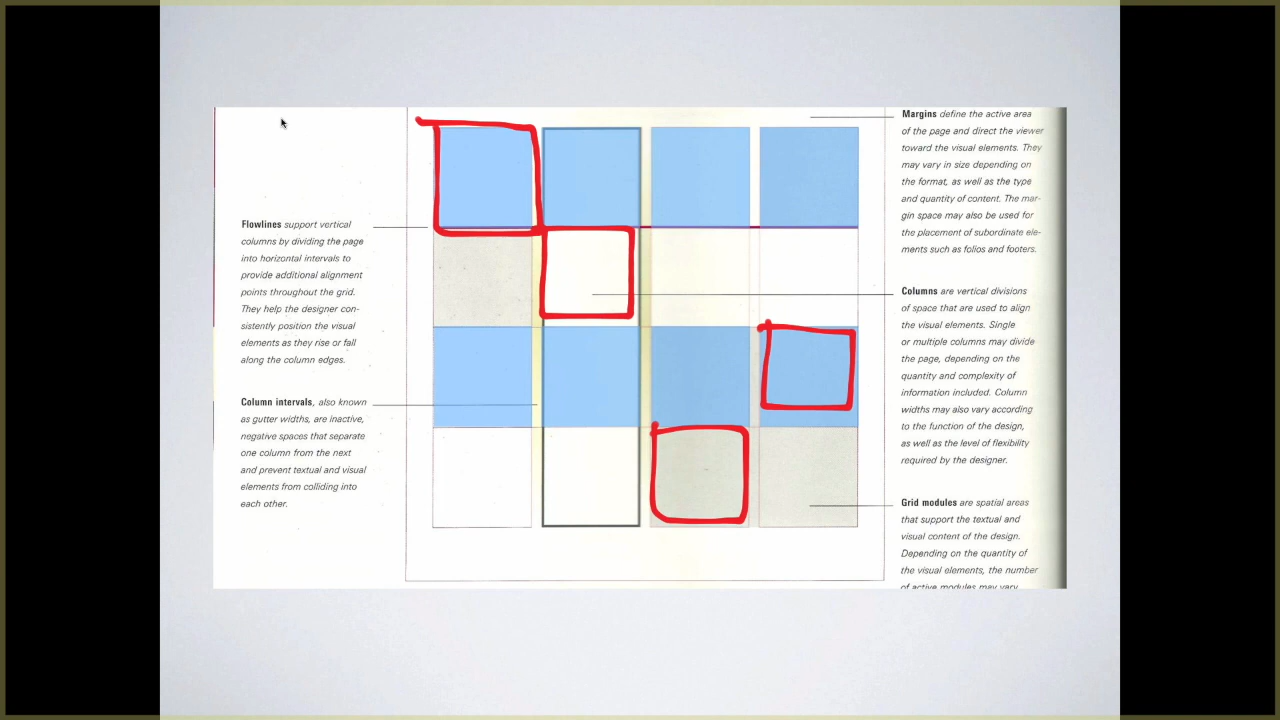 Flowlines support vertical
columns by dividing the page
into horizontal intervals to
provide additional alignment
points throughout the grid.
They help the designer con-
sistently position the visual
elements as they rise or fall
along the column edges.
Column intervals, also known
as gutter widths, are inactive,
negative spaces that separate
one column from the next
and prevent textual and visual
elements from colliding into
each other.
Margins define the active area
of the page and direct the viewer
toward the visual elements. They
may vary in size depending on
the format, as well as the type
and quantity of content. The mar-
gin space may also be used for
the placement of subordinate ele-
ments such as folios and footers.
Columns are vertical divisions
of space that are used to align
the visual elements. Single
or multiple columns may divide
the page, depending on the
quantity and complexity of
information included. Column
widths may also vary according
to the function of the design,
as well as the level of flexibility
required by the designer.
Grid modules are spatial areas
that support the textual and
visual content of the design.
Depending on the quantity of
the visual elements, the number
of active modules may vary